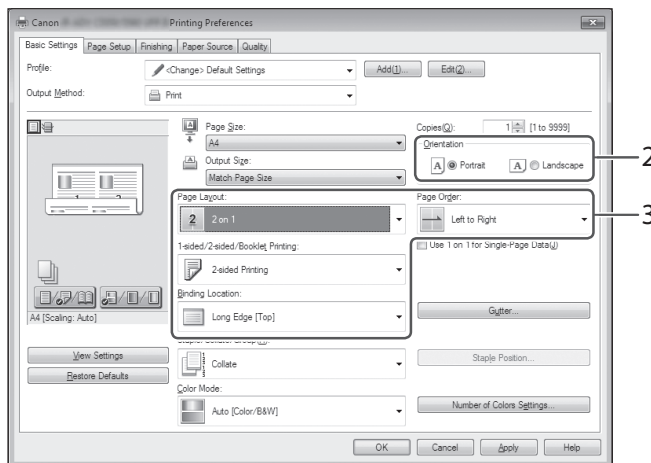 Canon Printing Preferences
Basic Settings Page Setup Finishing Paper Source Quality
Profile: <Change> Default Settings Add(1)... Edit(2)...
Output Method: Print
Page Size: Copies(Q): 1 [1 to 9999]
A4 Orientation
Output Size: A Portrait A Landscape 2
Match Page Size
Page Layout: Page Order:
2 2 on 1 Left to Right 3
1-sided/2-sided/Booklet Printing: Use 1 on 1 for Single-Page Data(J)
2-sided Printing
Binding Location:
Long Edge [Top] Gutter...
A4 [Scaling: Auto]
View Settings Collate Staple Position...
Restore Defaults
Color Mode:
Auto [Color/B&W] Number of Colors Settings...
OK Cancel Apply Help